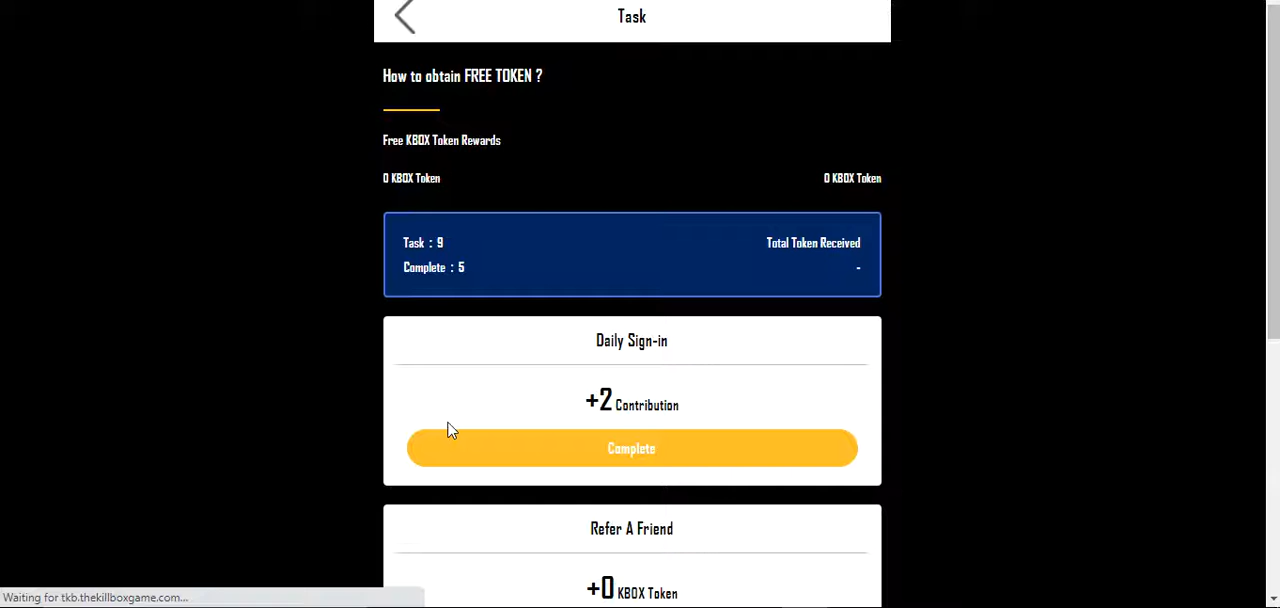 Task
How to obtain FREE TOKEN ?
Free KBOX Token Rewards
0 KBOX Token
0 KBOX Token
Task : 9
Total Token Received
Complete : 5
-
Daily Sign-in
+2 Contribution
Complete
Refer A Friend
+0 KBOX Token
Waiting for tkb.thekillboxgame.com...